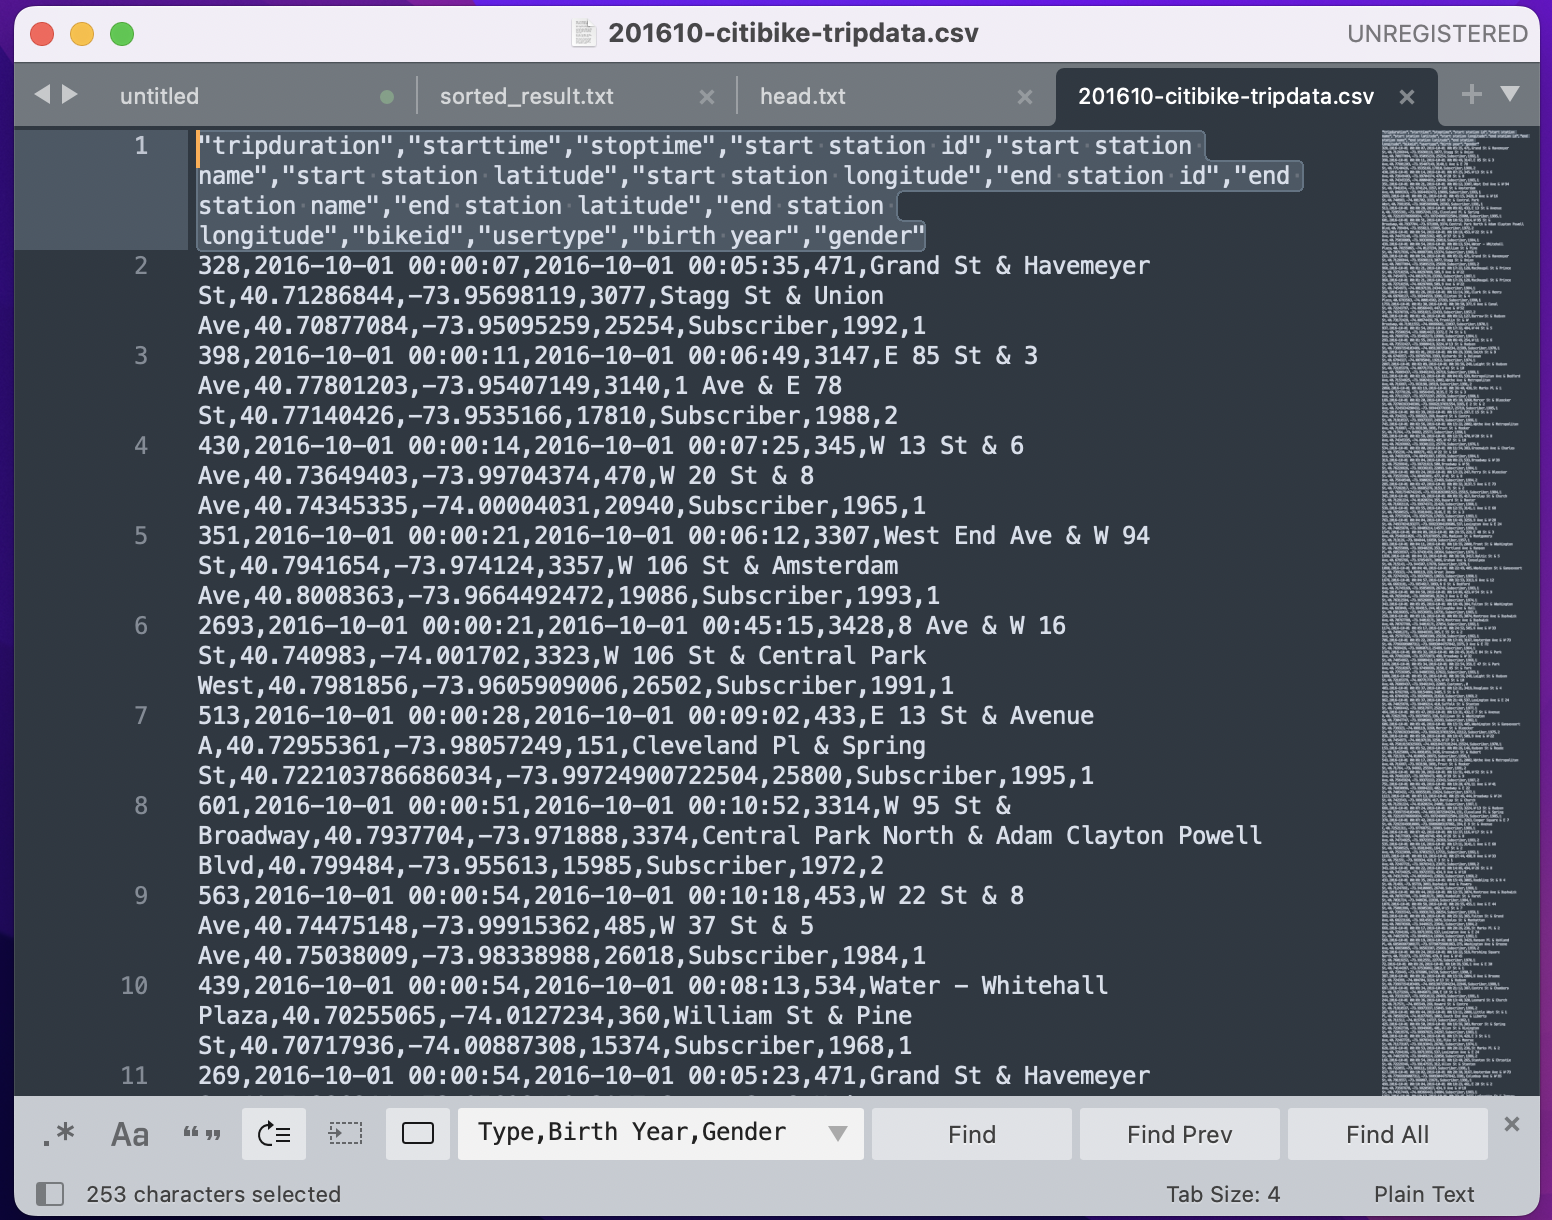 201610-citibike-tripdata.csv
UNREGISTERED
untitled
sorted_result.txt
head.txt
201610-citibike-tripdata.csv
1 "tripduration","starttime","stoptime","start station id","start station
name","start station latitude","start station longitude","end station id","end
station name","end station latitude","end station
longitude","bikeid","usertype","birth year","gender"
2 328,2016-10-01 00:00:07,2016-10-01 00:05:35,471,Grand St & Havemeyer
St,40.71286844,-73.95698119,3077,Stagg St & Union
Ave,40.70877084,-73.95095259,25254,Subscriber,1992,1
3 398,2016-10-01 00:00:11,2016-10-01 00:06:49,3147,E 85 St & 3
Ave,40.77801203,-73.95407149,3140,1 Ave & E 78
St,40.77140426,-73.9535166,17810,Subscriber,1988,2
4 430,2016-10-01 00:00:14,2016-10-01 00:07:25,345,W 13 St & 6
Ave,40.73649403,-73.99704374,470,W 20 St & 8
Ave,40.74345335,-74.00004031,20940,Subscriber,1965,1
5 351,2016-10-01 00:00:21,2016-10-01 00:06:12,3307,West End Ave & W 94
St,40.7941654,-73.974124,3357,W 106 St & Amsterdam
Ave,40.8008363,-73.9664492472,19086,Subscriber,1993,1
6 2693,2016-10-01 00:00:21,2016-10-01 00:45:15,3428,8 Ave & W 16
St,40.740983,-74.001702,3323,W 106 St & Central Park
West,40.7981856,-73.9605909006,26502,Subscriber,1991,1
7 513,2016-10-01 00:00:28,2016-10-01 00:09:02,433,E 13 St & Avenue
A,40.72955361,-73.98057249,151,Cleveland Pl & Spring
St,40.722103786686034,-73.99724900722504,25800,Subscriber,1995,1
8 601,2016-10-01 00:00:51,2016-10-01 00:10:52,3314,W 95 St &
Broadway,40.7937704,-73.971888,3374,Central Park North & Adam Clayton Powell
Blvd,40.799484,-73.955613,15985,Subscriber,1972,2
9 563,2016-10-01 00:00:54,2016-10-01 00:10:18,453,W 22 St & 8
Ave,40.74475148,-73.99915362,485,W 37 St & 5
Ave,40.75038009,-73.98338988,26018,Subscriber,1984,1
10 439,2016-10-01 00:00:54,2016-10-01 00:08:13,534,Water - Whitehall
Plaza,40.70255065,-74.0127234,360,William St & Pine
St,40.70717936,-74.00887308,15374,Subscriber,1968,1
11 269,2016-10-01 00:00:54,2016-10-01 00:05:23,471,Grand St & Havemeyer
.* Aa “” Type,Birth Year,Gender Find Find Prev Find All
253 characters selected
Tab Size: 4
Plain Text